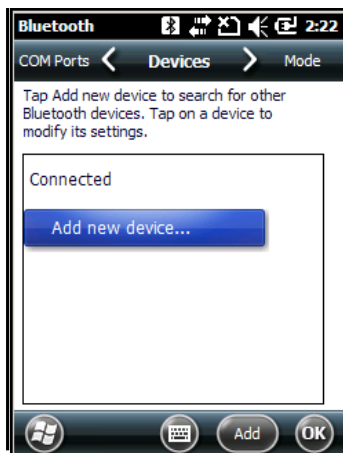 Bluetooth 2:22
COM Ports Devices Mode
Tap Add new device to search for other
Bluetooth devices. Tap on a device to
modify its settings.
Connected
Add new device...
Add OK